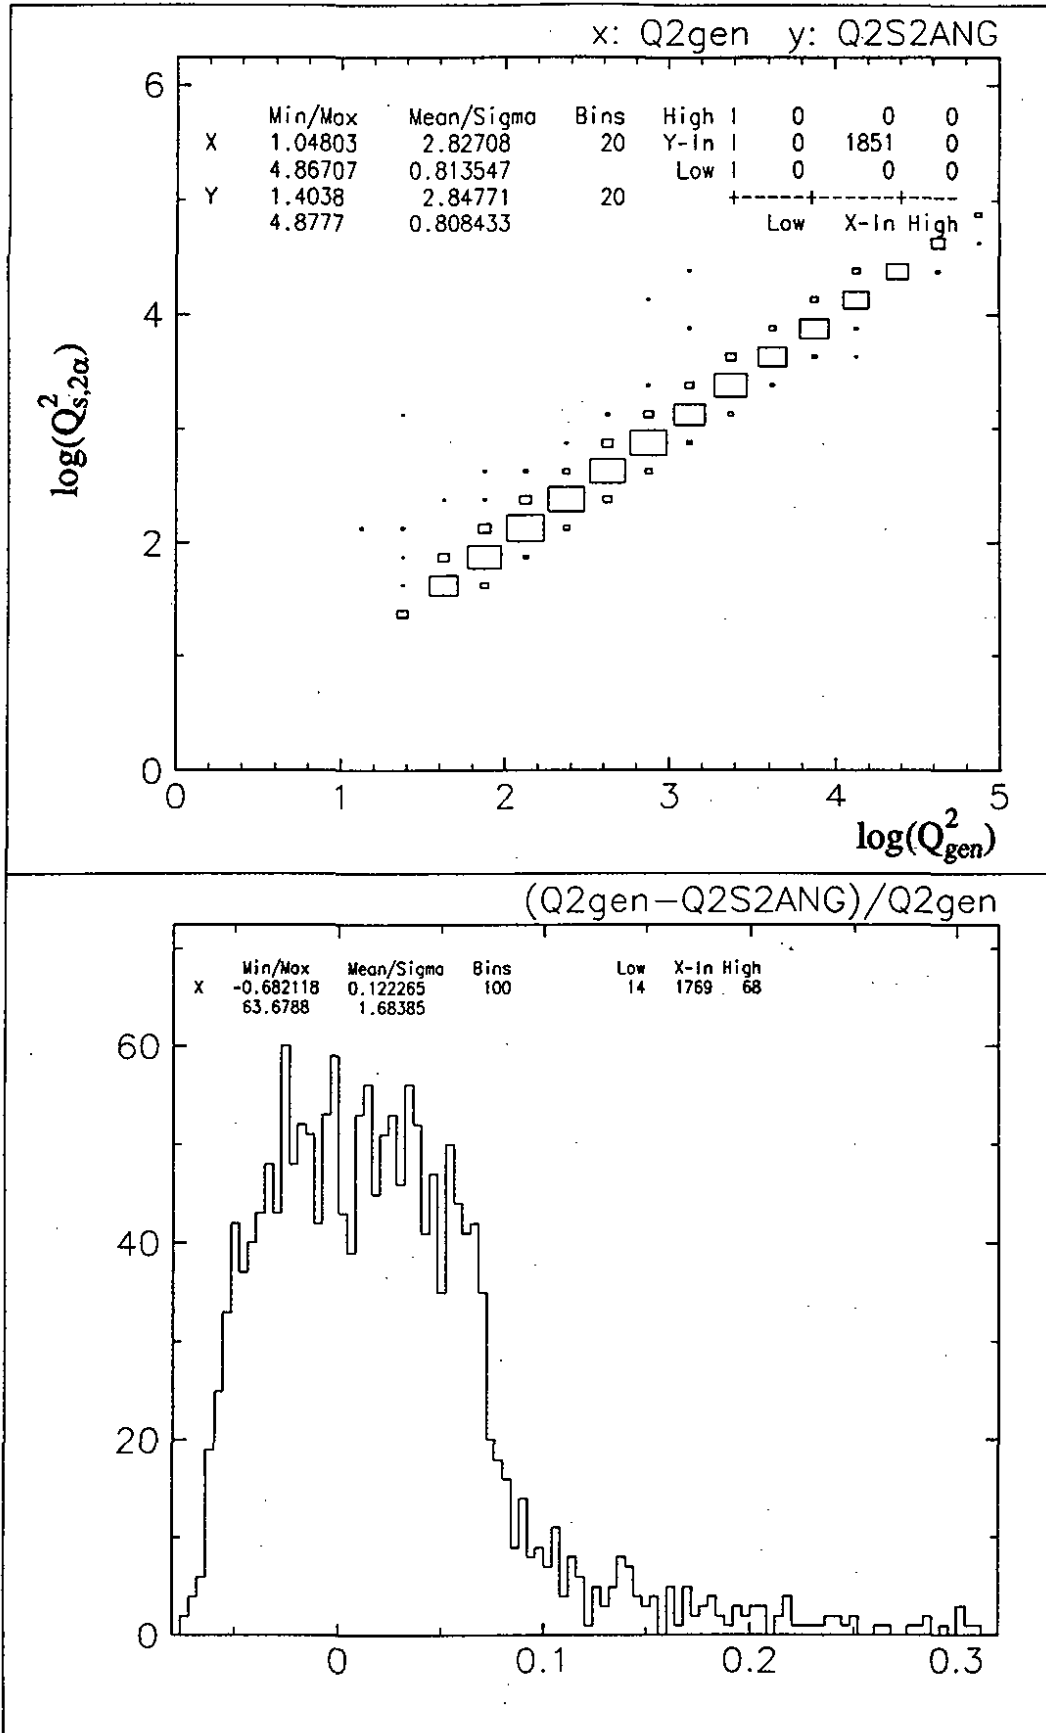 x: Q2gen y: Q2S2ANG
6
Min/Max Mean/Sigma Bins High I 0 0 0
X 1.04803 2.82708 20 Y-In I 0 1851 0
4.86707 0.813547 Low I 0 0 0
Y 1.4038 2.84771 20 +-----+-----+----
4.8777 0.808433 Low X-In High
4
log(Q²s,2α)
2
0
0 1 2 3 4 5
log(Q²gen)
(Q2gen-Q2S2ANG)/Q2gen
Min/Max Mean/Sigma Bins Low X-In High
X -0.682118 0.122265 100 14 1769 68
63.6788 1.68385
60
40
20
0
0 0.1 0.2 0.3